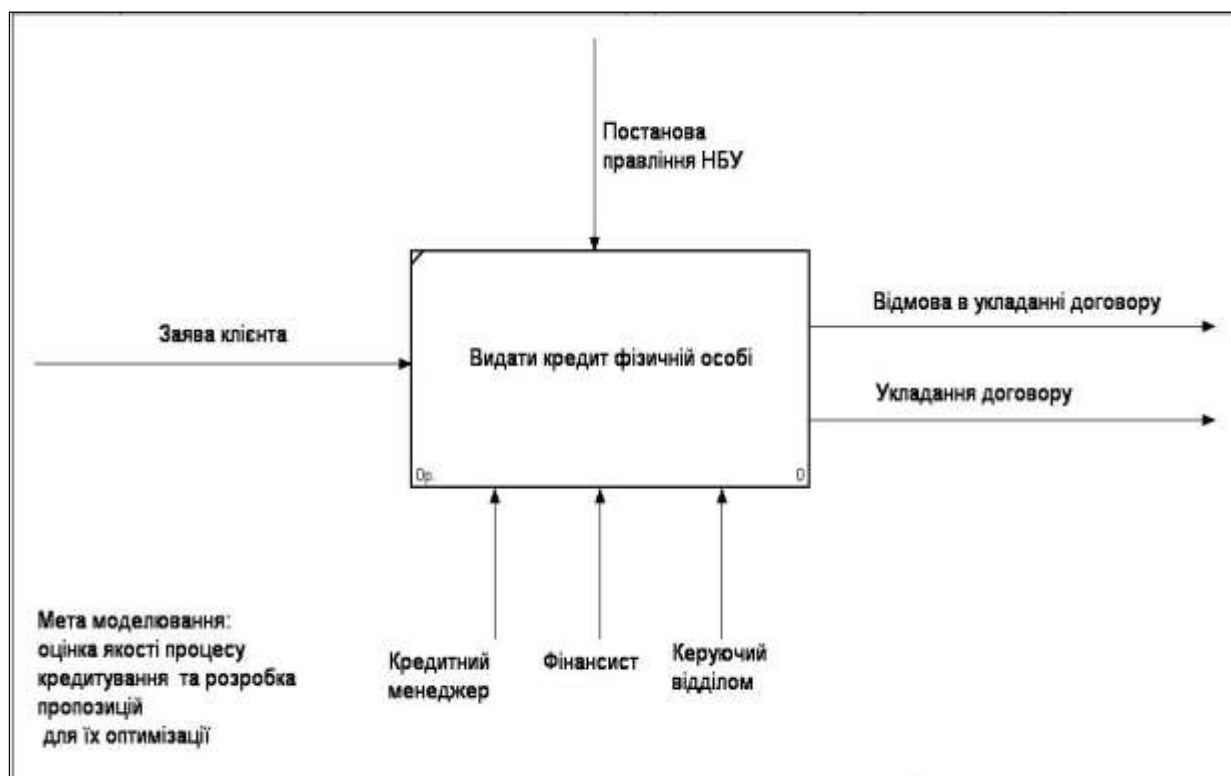 Постанова
правління НБУ
Відмова в укладанні договору
Заява клієнта
Видати кредит фізичній особі
Укладання договору
0р.
0
Мета моделювання:
оцінка якості процесу
кредитування та розробка
пропозицій
для їх оптимізації
Кредитний
менеджер
Фінансист
Керуючий
відділом